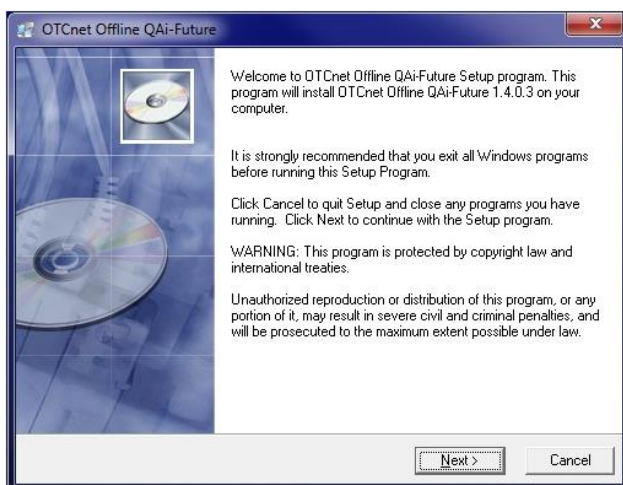 OTCnet Offline QAi-Future
Welcome to OTCnet Offline QAi-Future Setup program. This
program will install OTCnet Offline QAi-Future 1.4.0.3 on your
computer.
It is strongly recommended that you exit all Windows programs
before running this Setup Program.
Click Cancel to quit Setup and close any programs you have
running. Click Next to continue with the Setup program.
WARNING: This program is protected by copyright law and
international treaties.
Unauthorized reproduction or distribution of this program, or any
portion of it, may result in severe civil and criminal penalties, and
will be prosecuted to the maximum extent possible under law.
Next >
Cancel